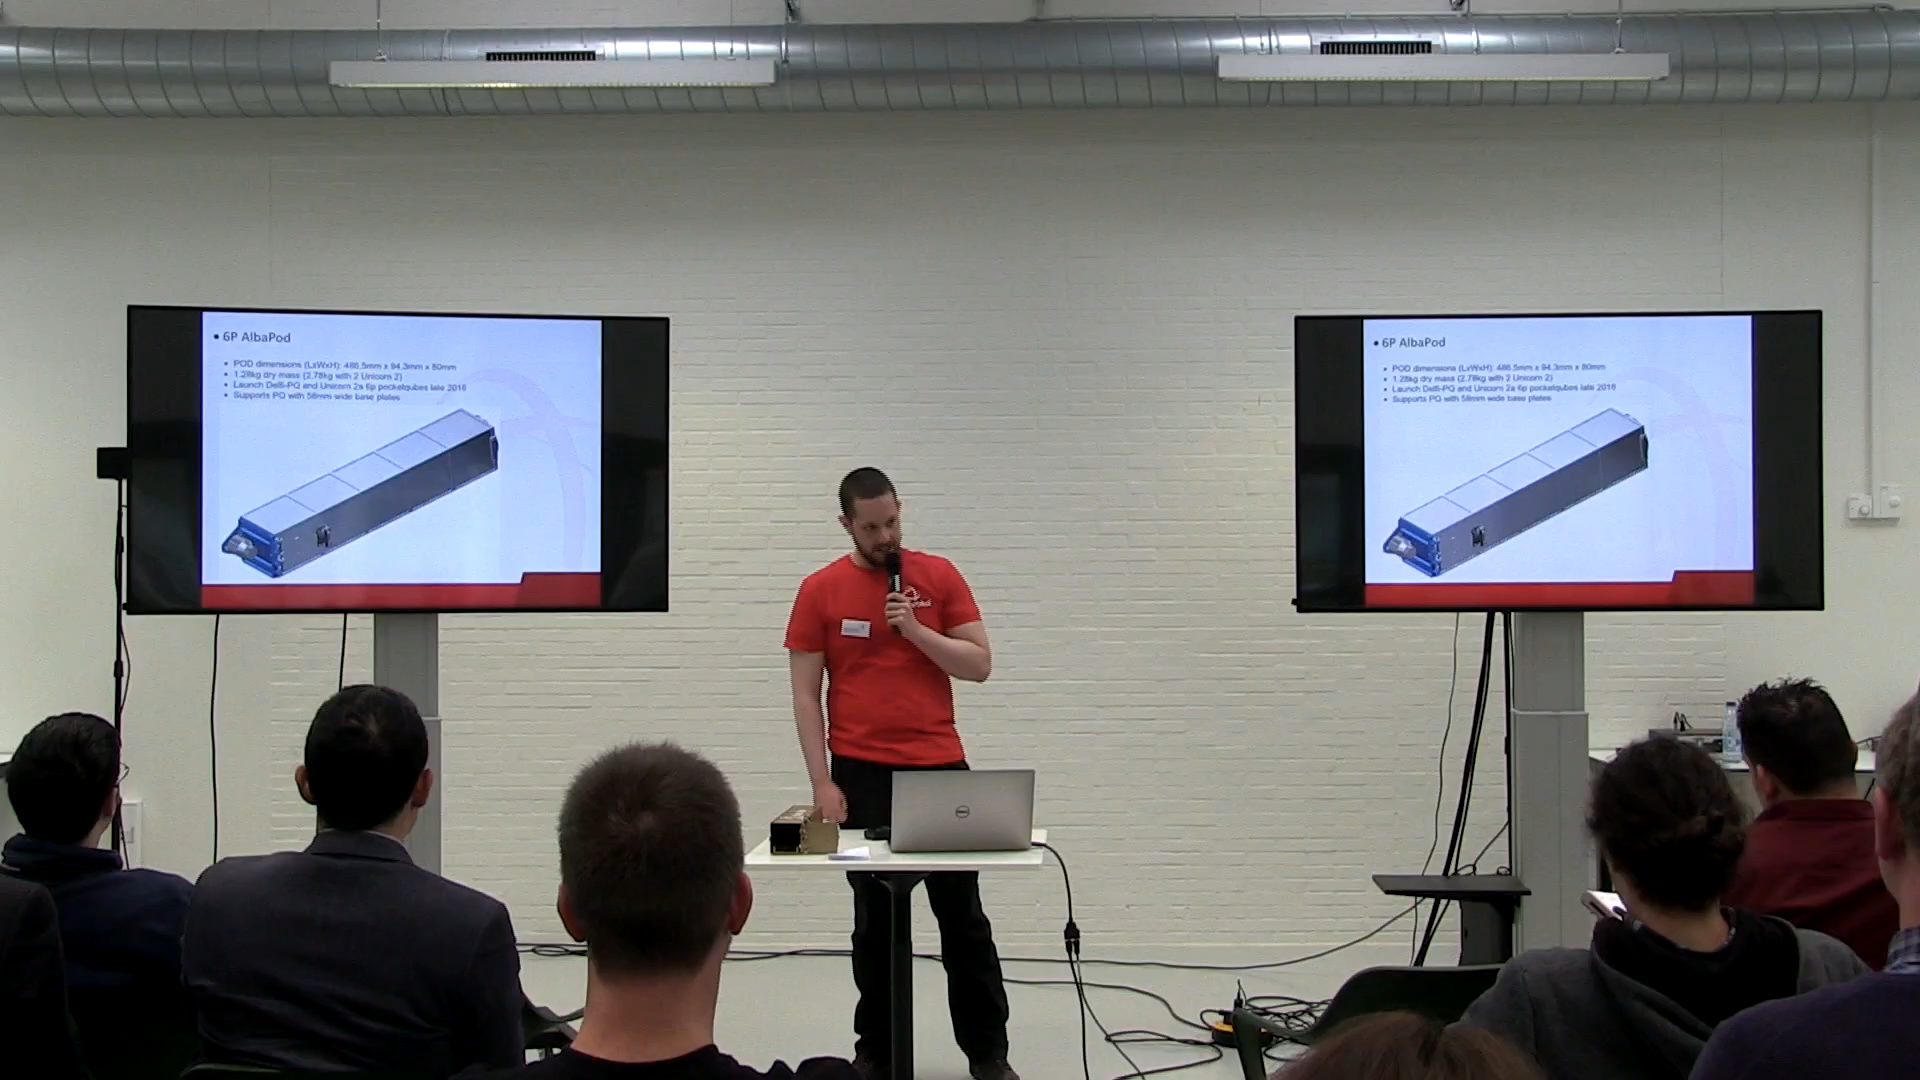 • 6P AlbaPod
• POD dimensions (LxWxH): 486.5mm x 94.3mm x 80mm
• 1.28kg dry mass (2.78kg with 2 Unicorn 2)
• Launch Delfi-PQ and Unicorn 2a 6p pocketqubes late 2018
• Supports PQ with 58mm wide base plates
• 6P AlbaPod
• POD dimensions (LxWxH): 486.5mm x 94.3mm x 80mm
• 1.28kg dry mass (2.78kg with 2 Unicorn 2)
• Launch Delfi-PQ and Unicorn 2a 6p pocketqubes late 2018
• Supports PQ with 58mm wide base plates
DELL